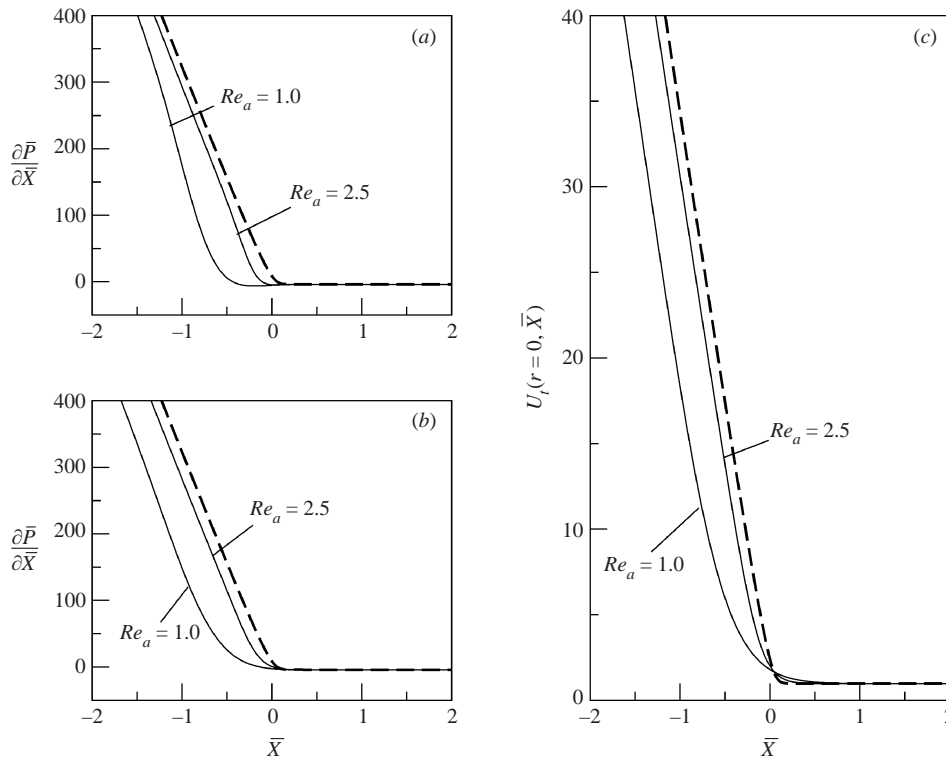 400
300
200
100
0
−2
−1
0
1
2
(a)
Re_a = 1.0
Re_a = 2.5
∂P̄/∂X̄
400
300
200
100
0
−2
−1
0
1
2
(b)
Re_a = 2.5
Re_a = 1.0
∂P̄/∂X̄
X̄
40
30
20
10
0
−2
−1
0
1
2
(c)
Re_a = 2.5
Re_a = 1.0
U_t(r = 0, X̄)
X̄